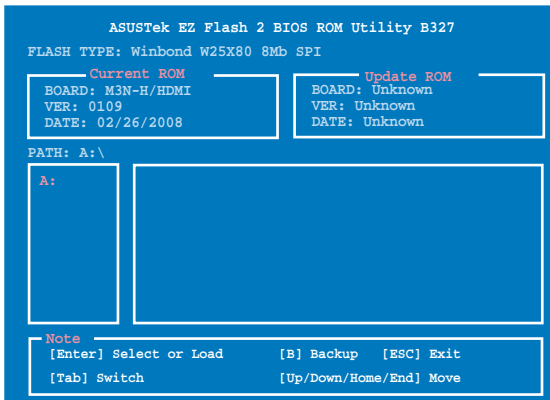 ASUSTek EZ Flash 2 BIOS ROM Utility B327
FLASH TYPE: Winbond W25X80 8Mb SPI
Current ROM
BOARD: M3N-H/HDMI
VER: 0109
DATE: 02/26/2008
Update ROM
BOARD: Unknown
VER: Unknown
DATE: Unknown
PATH: A:\
A:
Note
[Enter] Select or Load [B] Backup [ESC] Exit
[Tab] Switch [Up/Down/Home/End] Move